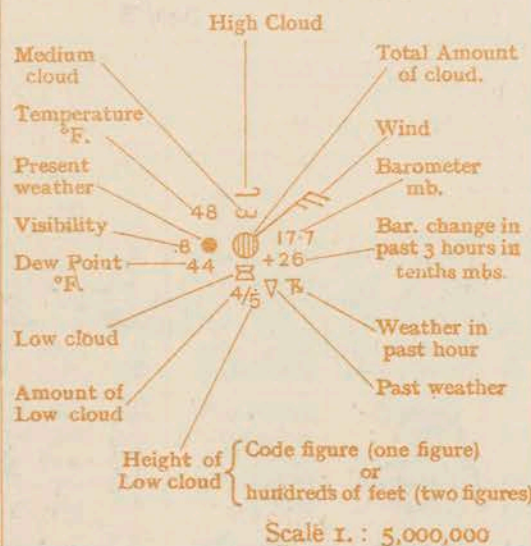 High Cloud
Medium
cloud
Total Amount
of cloud.
Temperature
°F.
Wind
Present
weather
Barometer
mb.
48
Visibility
.8
17.7
Bar. change in
past 3 hours in
tenths mbs.
Dew Point
°F.
44
+26
4/5
Low cloud
Weather in
past hour
Amount of
Low cloud
Past weather
Height of
Low cloud
Code figure (one figure)
or
hundreds of feet (two figures)
Scale 1. : 5,000,000